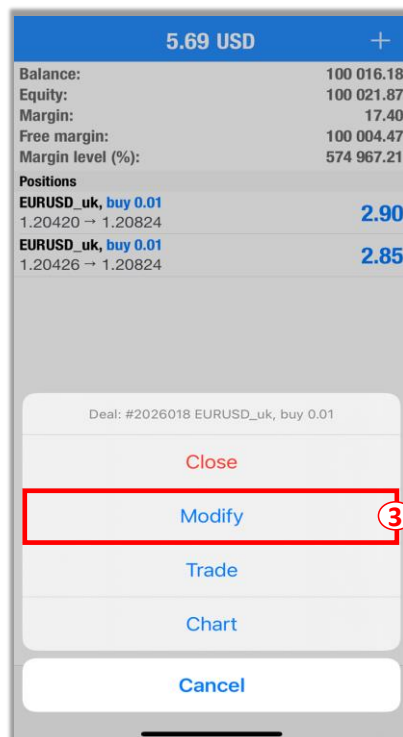 5.69 USD +
Balance: 100 016.18
Equity: 100 021.87
Margin: 17.40
Free margin: 100 004.47
Margin level (%): 574 967.21
Positions
EURUSD_uk, buy 0.01
1.20420 → 1.20824 2.90
EURUSD_uk, buy 0.01
1.20426 → 1.20824 2.85
Deal: #2026018 EURUSD_uk, buy 0.01
Close
Modify ③
Trade
Chart
Cancel